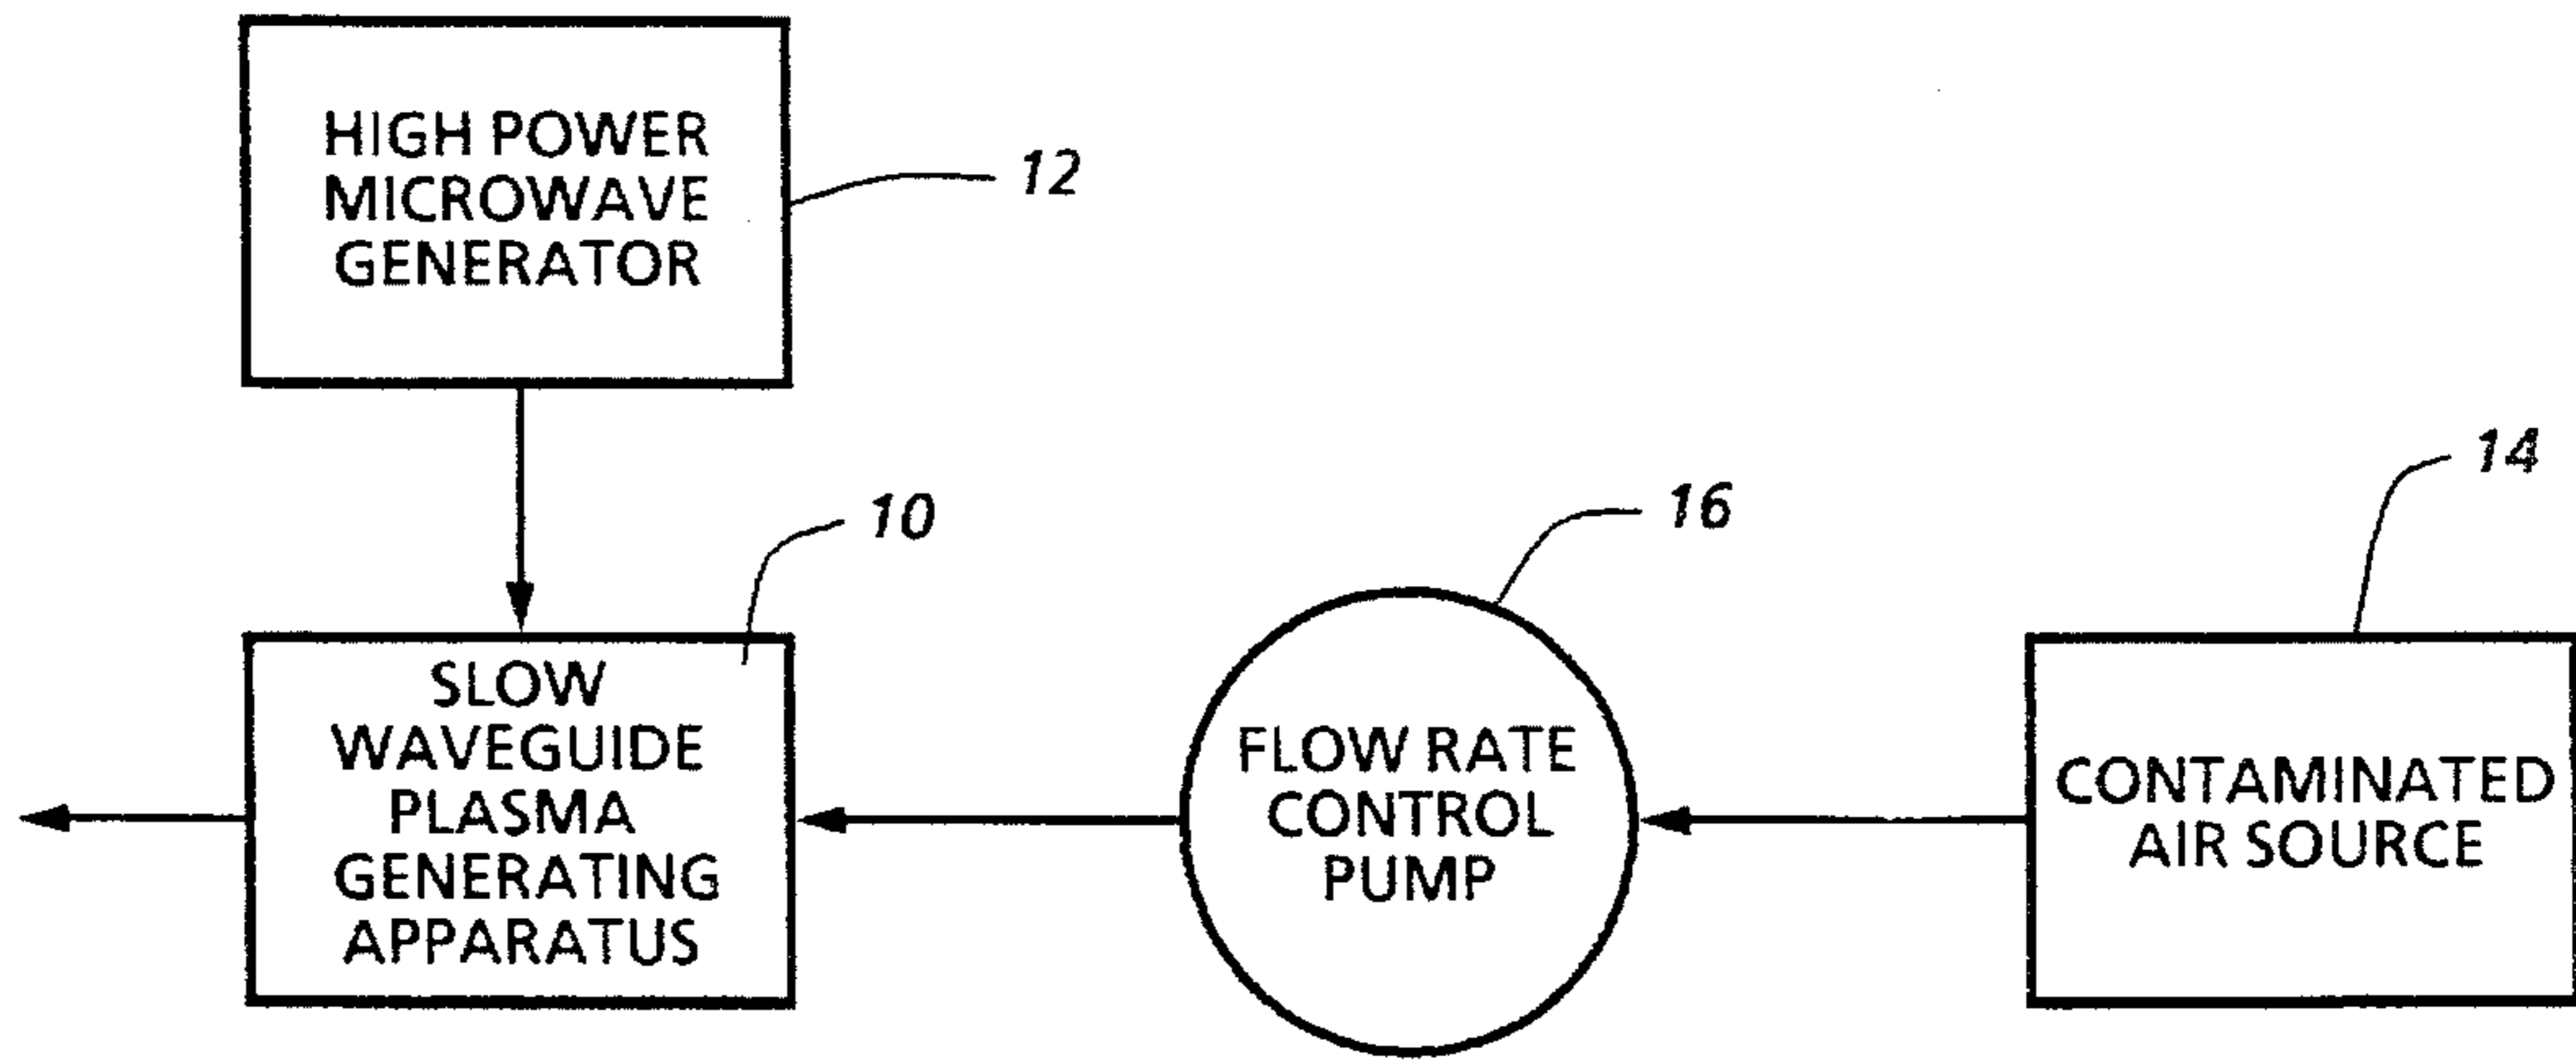 HIGH POWER
MICROWAVE
GENERATOR
12
10
SLOW
WAVEGUIDE
PLASMA
GENERATING
APPARATUS
16
FLOW RATE
CONTROL
PUMP
14
CONTAMINATED
AIR SOURCE